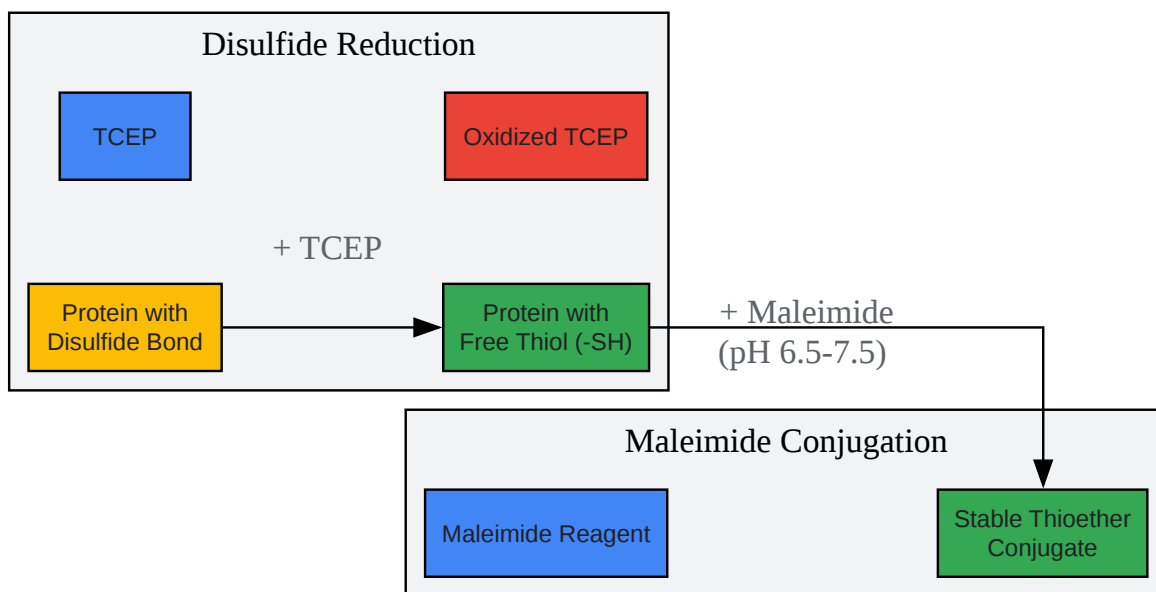 Disulfide Reduction
TCEP
Oxidized TCEP
+ TCEP
Protein with
Disulfide Bond
Protein with
Free Thiol (-SH)
+ Maleimide
(pH 6.5-7.5)
Maleimide Conjugation
Maleimide Reagent
Stable Thioether
Conjugate